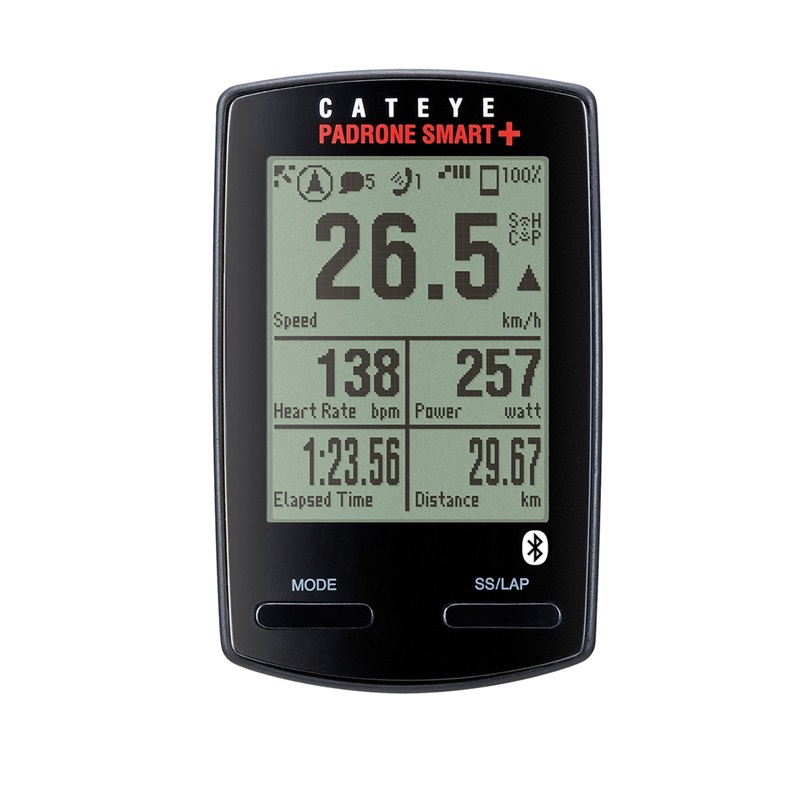 CATEYE
PADRONE SMART+
5 1 100%
26.5
S H
C P
Speed km/h
138 257
Heart Rate bpm Power watt
1:23.56 29.67
Elapsed Time Distance km
MODE SS/LAP